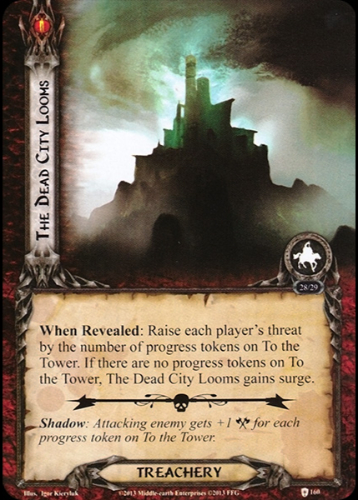 THE DEAD CITY LOOMS
28/29
When Revealed: Raise each player's threat
by the number of progress tokens on To the
Tower. If there are no progress tokens on To
the Tower, The Dead City Looms gains surge.
Shadow: Attacking enemy gets +1 for each
progress token on To the Tower.
TREACHERY
Illus. Igor Kieryluk ©2013 Middle-earth Enterprises ©2013 FFG 160